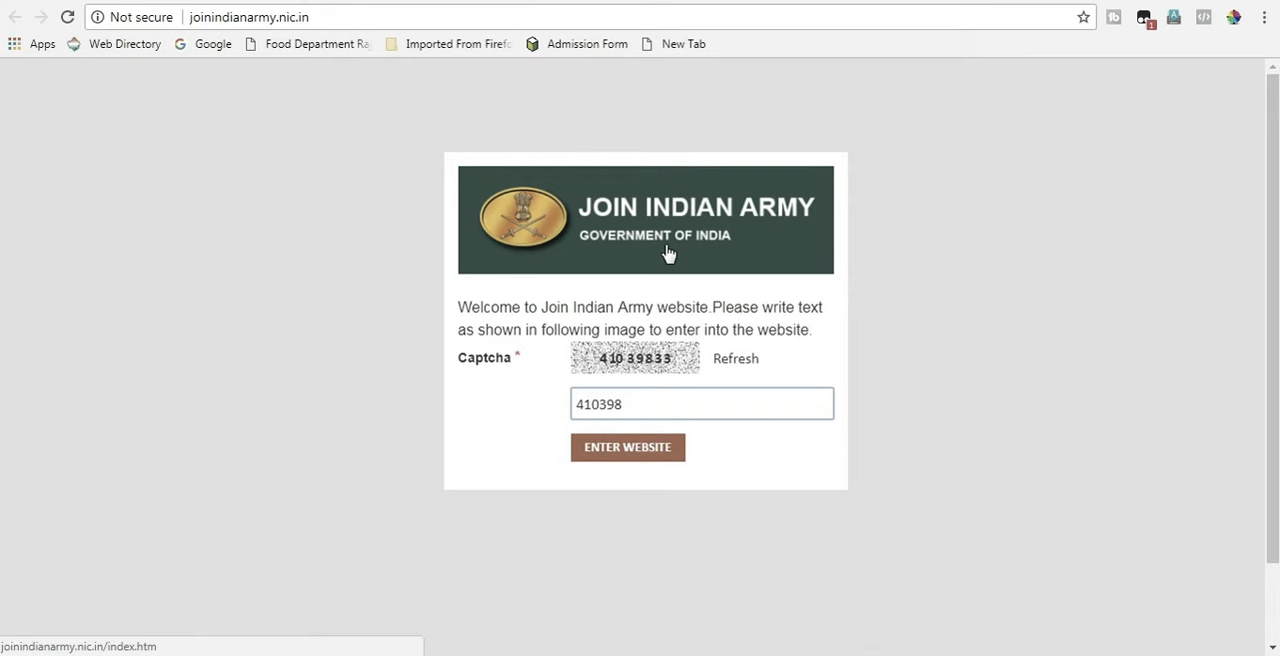 Not secure joinindianarmy.nic.in
Apps Web Directory Google Food Department Ra Imported From Firefo Admission Form New Tab
JOIN INDIAN ARMY
GOVERNMENT OF INDIA
Welcome to Join Indian Army website.Please write text
as shown in following image to enter into the website.
Captcha * 41039833 Refresh
410398
ENTER WEBSITE
joinindianarmy.nic.in/index.htm